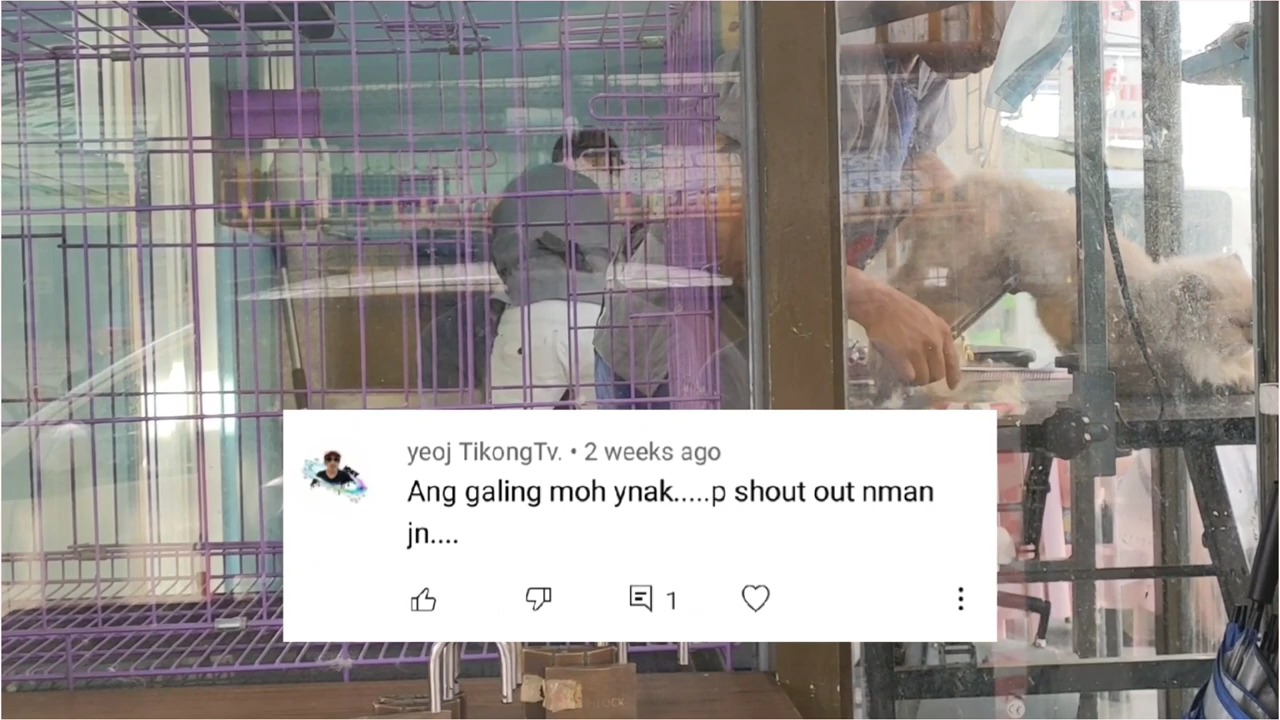 yeoj TikongTv. • 2 weeks ago
Ang galing moh ynak.....p shout out nman
jn....
1